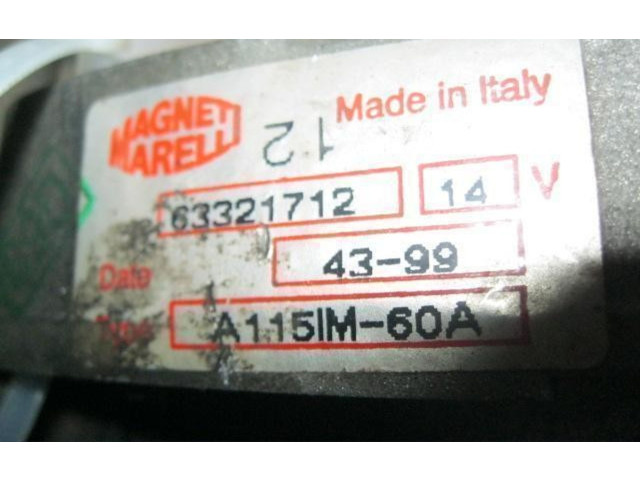 MAGNETI
MARELLI
Made in Italy
12
63321712 14 V
Date 43-99
Type A115IM-60A